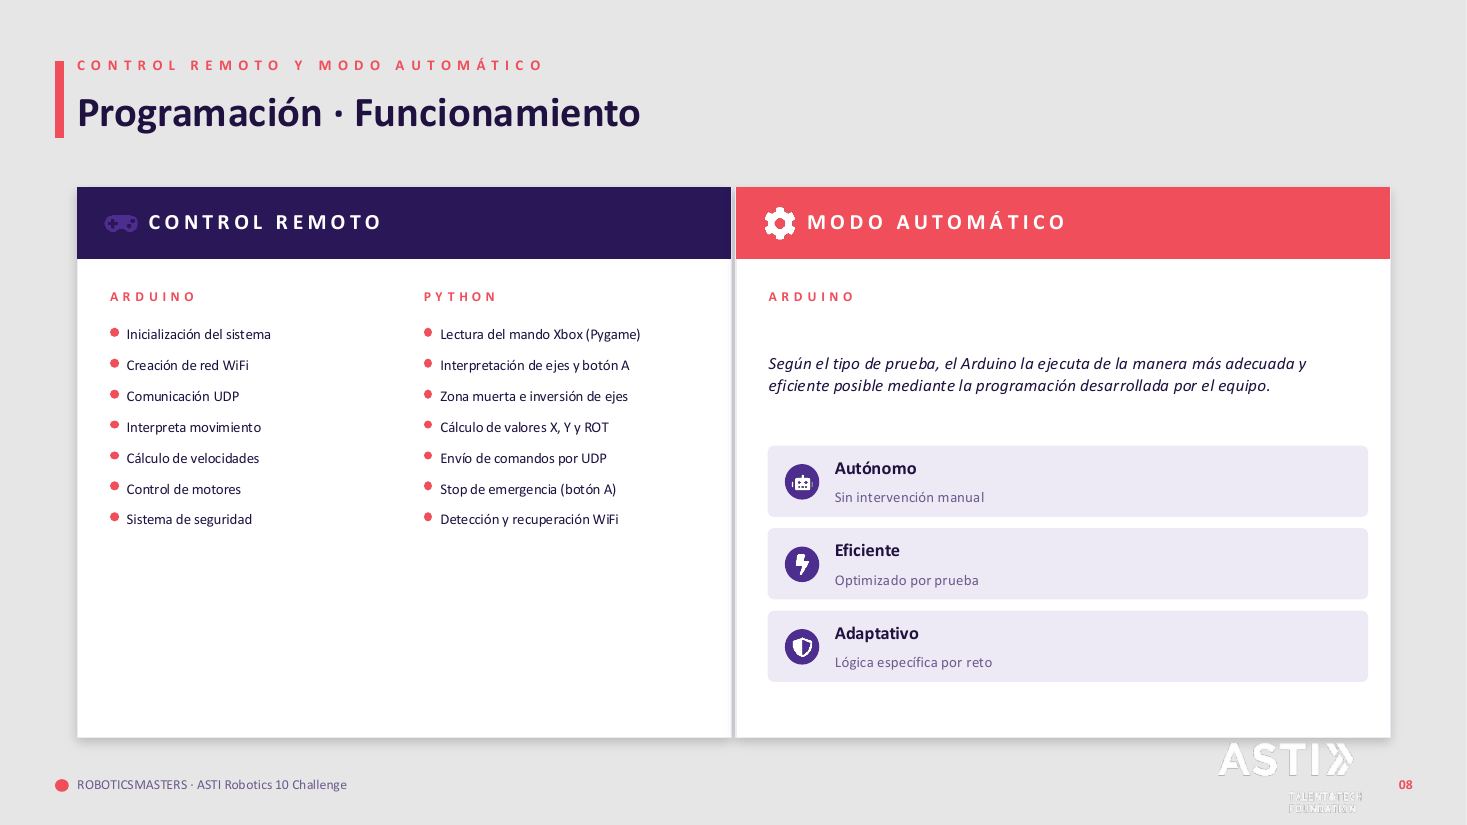 CONTROL REMOTO Y MODO AUTOMÁTICO
Programación · Funcionamiento
CONTROL REMOTO
ARDUINO
Inicialización del sistema
Creación de red WiFi
Comunicación UDP
Interpreta movimiento
Cálculo de velocidades
Control de motores
Sistema de seguridad
PYTHON
Lectura del mando Xbox (Pygame)
Interpretación de ejes y botón A
Zona muerta e inversión de ejes
Cálculo de valores X, Y y ROT
Envío de comandos por UDP
Stop de emergencia (botón A)
Detección y recuperación WiFi
MODO AUTOMÁTICO
ARDUINO
Según el tipo de prueba, el Arduino la ejecuta de la manera más adecuada y
eficiente posible mediante la programación desarrollada por el equipo.
Autónomo
Sin intervención manual
Eficiente
Optimizado por prueba
Adaptativo
Lógica específica por reto
ROBOTICSMASTERS · ASTI Robotics 10 Challenge
ASTI
TALENT&TECH
FOUNDATION
08